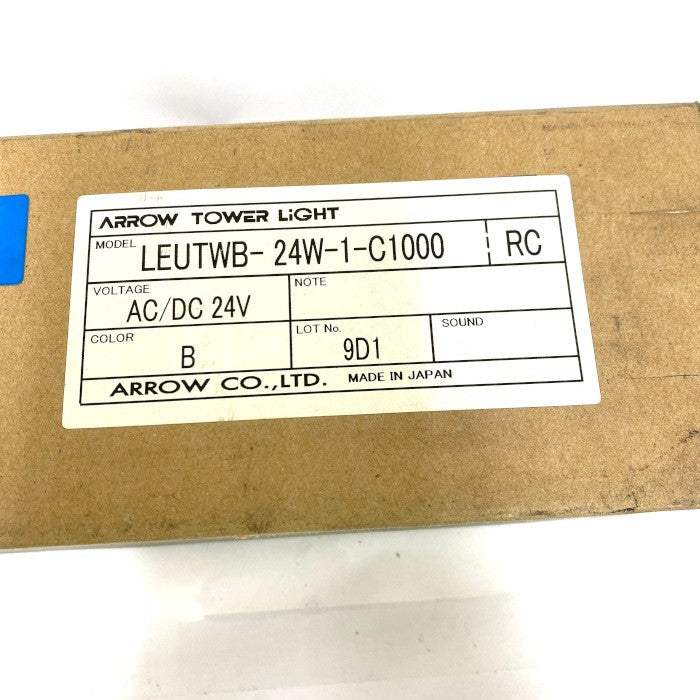 ARROW TOWER LiGHT
MODEL LEUTWB- 24W-1-C1000 RC
VOLTAGE AC/DC 24V NOTE
COLOR B LOT No. 9D1 SOUND
ARROW CO.,LTD. MADE IN JAPAN